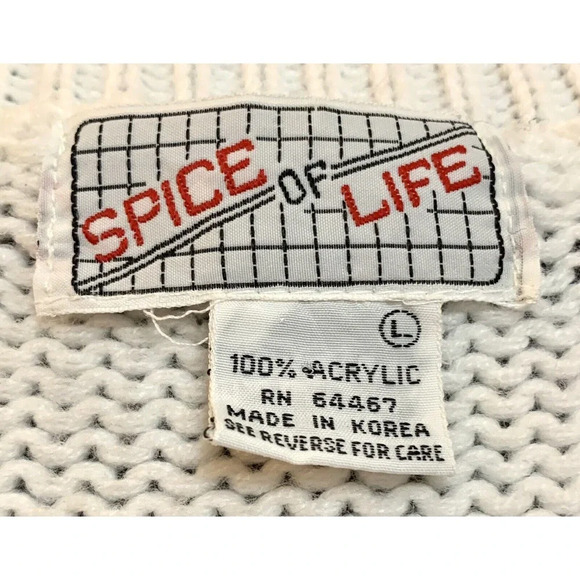 SPICE OF LIFE
L
100% ACRYLIC
RN 64467
MADE IN KOREA
SEE REVERSE FOR CARE